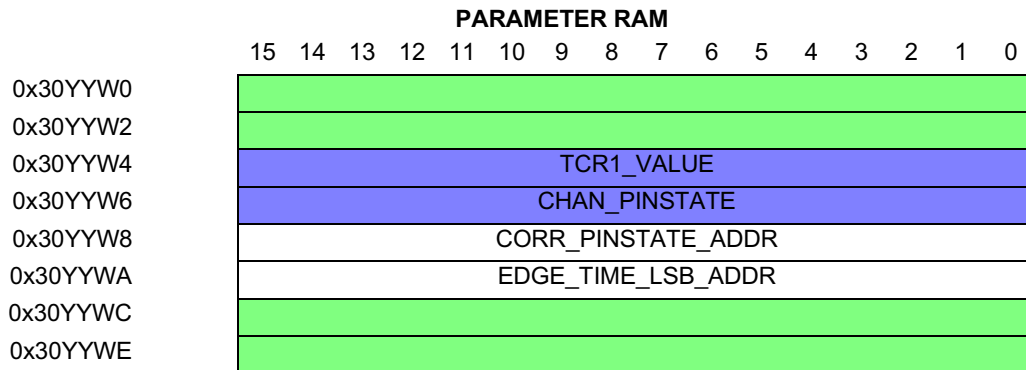 PARAMETER RAM
15 14 13 12 11 10 9 8 7 6 5 4 3 2 1 0
0x30YYW0
0x30YYW2
0x30YYW4 TCR1_VALUE
0x30YYW6 CHAN_PINSTATE
0x30YYW8 CORR_PINSTATE_ADDR
0x30YYWA EDGE_TIME_LSB_ADDR
0x30YYWC
0x30YYWE